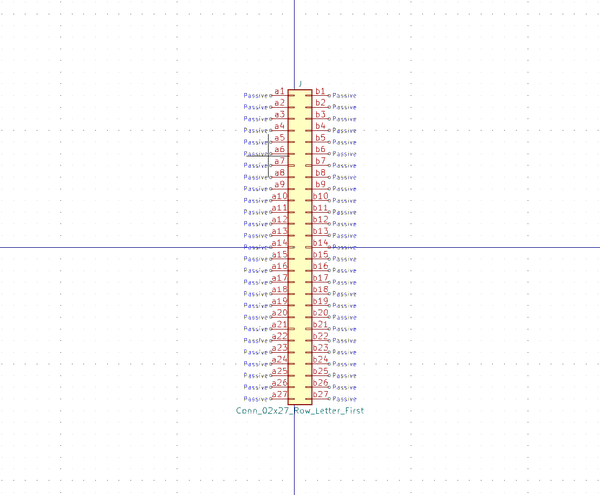 J
Passive a1 b1 Passive
Passive a2 b2 Passive
Passive a3 b3 Passive
Passive a4 b4 Passive
Passive a5 b5 Passive
Passive a6 b6 Passive
Passive a7 b7 Passive
Passive a8 b8 Passive
Passive a9 b9 Passive
Passive a10 b10 Passive
Passive a11 b11 Passive
Passive a12 b12 Passive
Passive a13 b13 Passive
Passive a14 b14 Passive
Passive a15 b15 Passive
Passive a16 b16 Passive
Passive a17 b17 Passive
Passive a18 b18 Passive
Passive a19 b19 Passive
Passive a20 b20 Passive
Passive a21 b21 Passive
Passive a22 b22 Passive
Passive a23 b23 Passive
Passive a24 b24 Passive
Passive a25 b25 Passive
Passive a26 b26 Passive
Passive a27 b27 Passive
Conn_02x27_Row_Letter_First